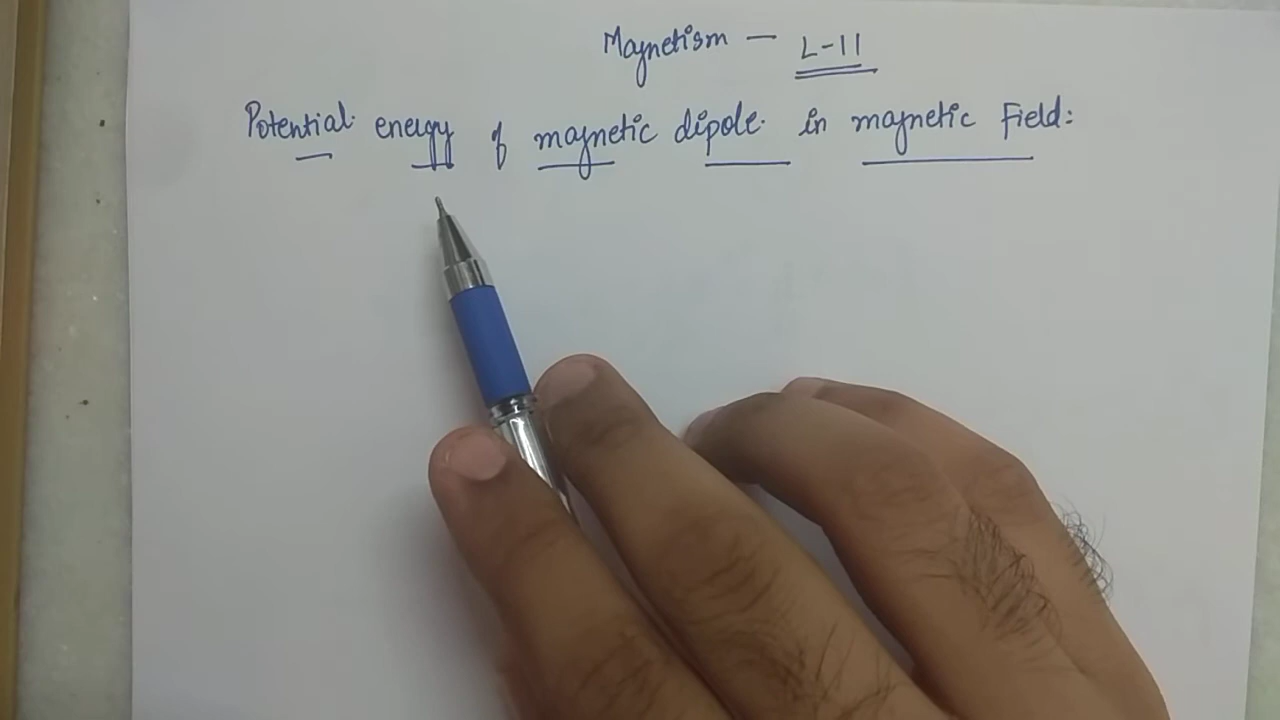 Magnetism - L-11
Potential energy of magnetic dipole in magnetic Field: